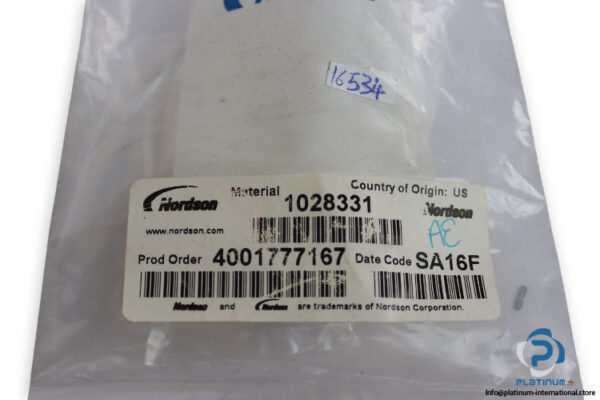 16534
Nordson
Material
1028331
Country of Origin: US
Nordson
www.nordson.com
AE
Prod Order 4001777167 Date Code SA16F
Nordson and Nordson are trademarks of Nordson Corporation.
PLATINUM
info@platinum-international.store